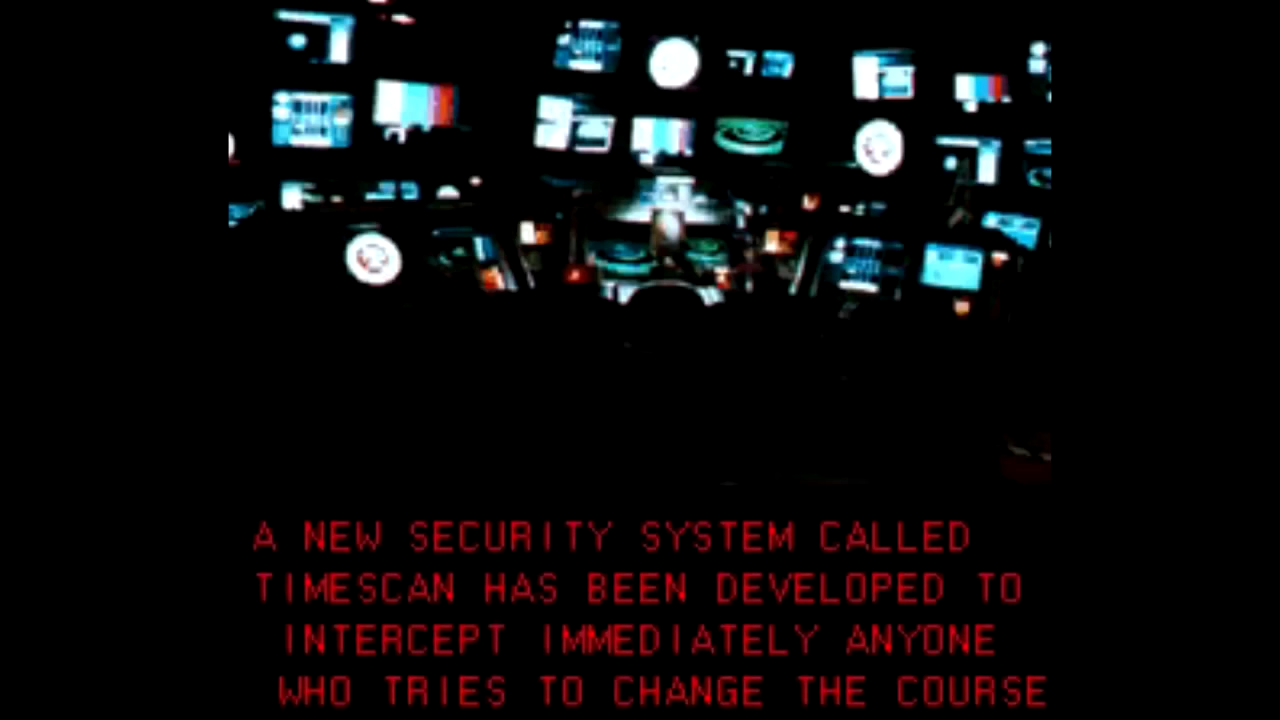 A NEW SECURITY SYSTEM CALLED
TIMESCAN HAS BEEN DEVELOPED TO
INTERCEPT IMMEDIATELY ANYONE
WHO TRIES TO CHANGE THE COURSE